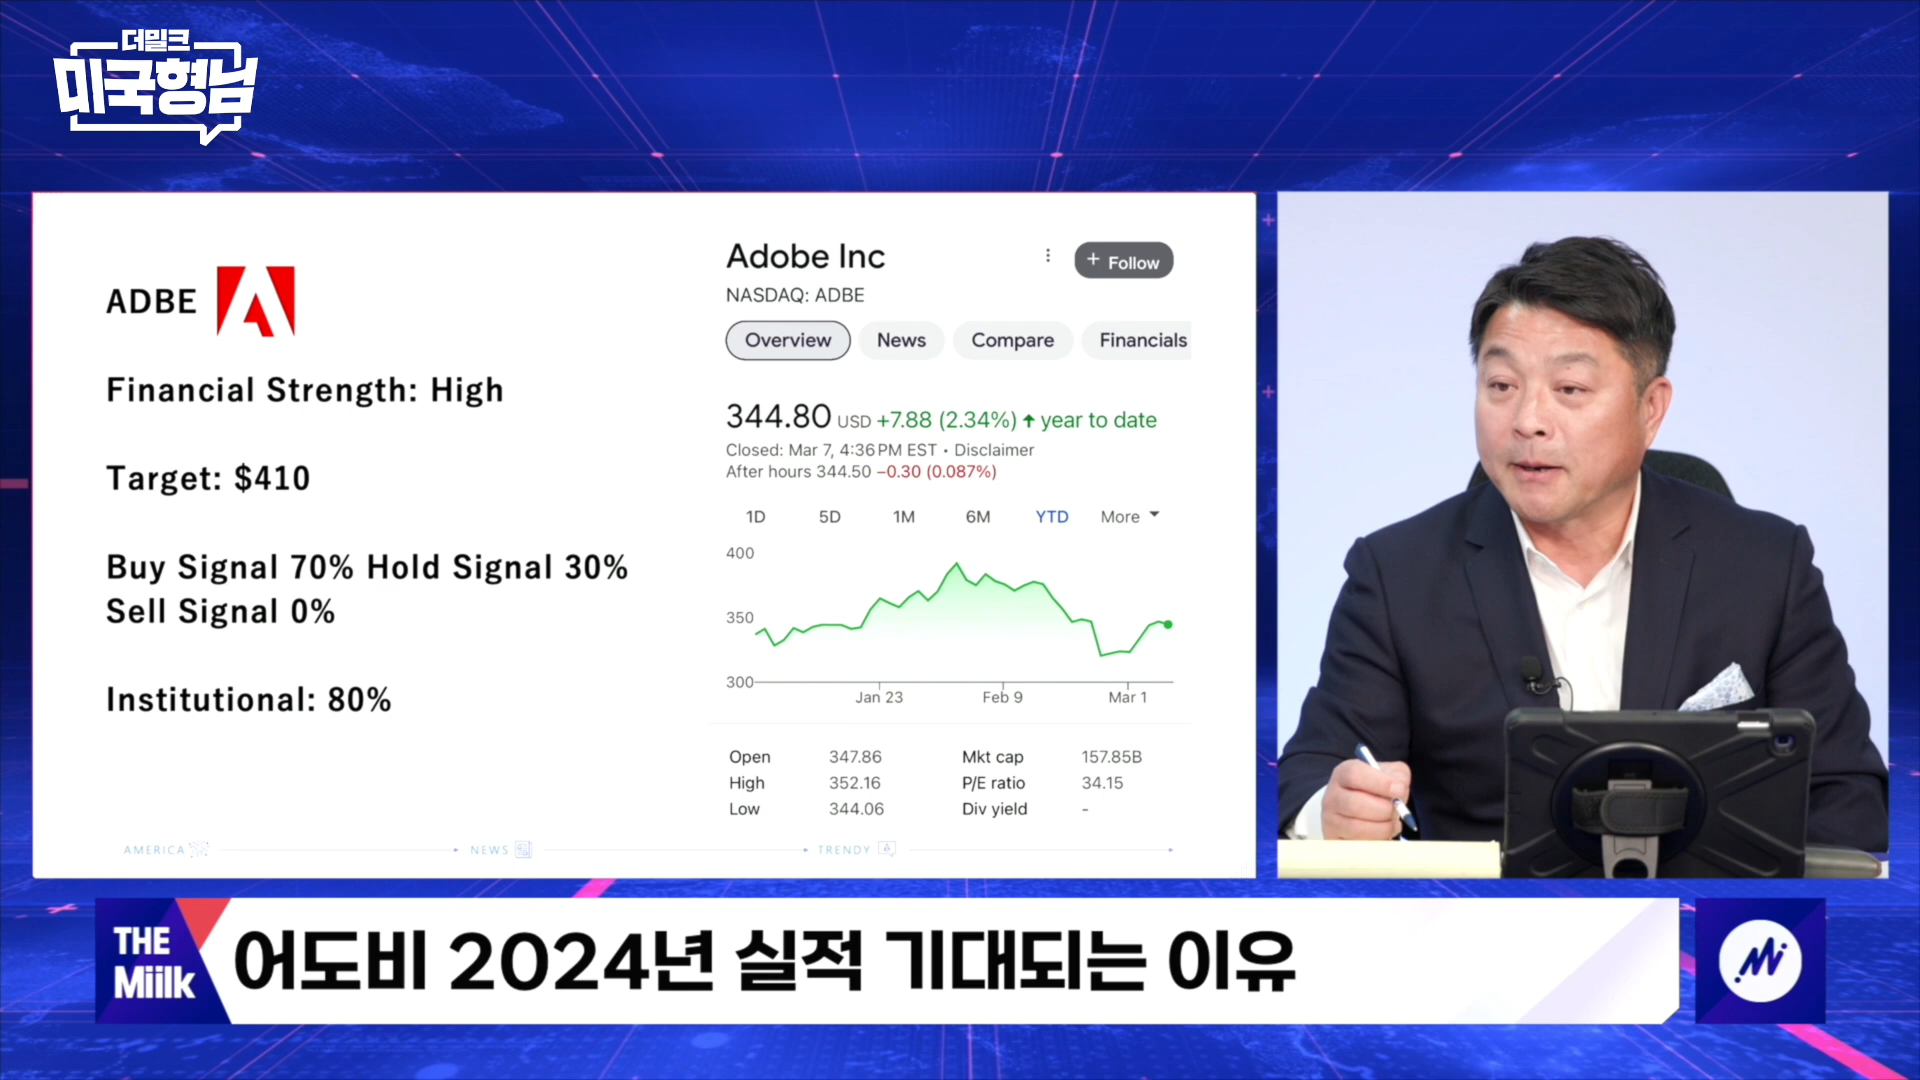 더밀크
미국형님
ADBE
Financial Strength: High
Target: $410
Buy Signal 70% Hold Signal 30%
Sell Signal 0%
Institutional: 80%
Adobe Inc
+ Follow
NASDAQ: ADBE
Overview News Compare Financials
344.80 USD +7.88 (2.34%) ↑ year to date
Closed: Mar 7, 4:36 PM EST • Disclaimer
After hours 344.50 −0.30 (0.087%)
1D 5D 1M 6M YTD More
400
350
300
Jan 23 Feb 9 Mar 1
Open 347.86 Mkt cap 157.85B
High 352.16 P/E ratio 34.15
Low 344.06 Div yield -
AMERICA NEWS TRENDY
THE
Miilk
어도비 2024년 실적 기대되는 이유